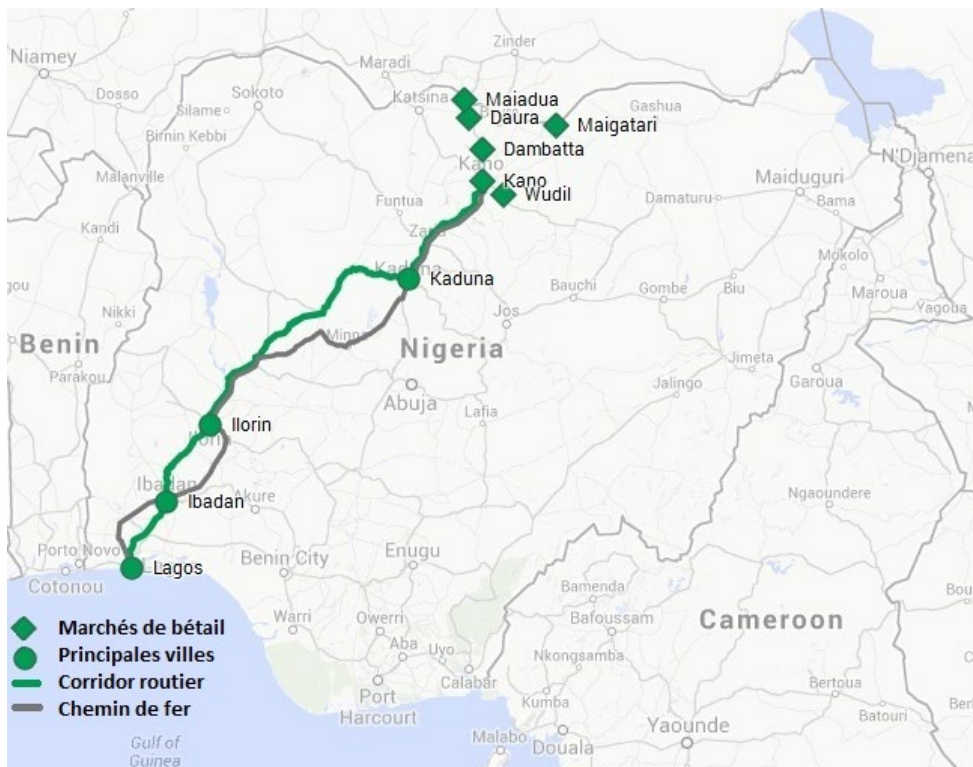 Niamey
Dosso
Zinder
Maradi
Silame
Sokoto
Katsina
Maiadua
Daura
Gashua
Birnin Kebbi
Maigatari
Dambatta
Malanville
Kano
Kano
Wudil
N'Djamena
Maiduguri
Damaturu
Bama
Funtua
Kandi
Mokolo
Kaduna
Bauchi
Gombe
Biu
Maroua
Yagoua
Nikki
Minna
Jos
Benin
Nigeria
Parakou
Jimeta
Garoua
Abuja
Jalingo
Lafia
Ilorin
Ibadan
Ibadan
Akure
Ngaoundere
Porto Novo
Benin City
Enugu
Lagos
Cotonou
Bamenda
Warri
Owerri
Cameroon
Bafoussam
Aba
Uyo
Nkongsamba
Calabar
Port
Harcourt
Kumba
Bertoua
Batouri
Yaounde
Douala
Malabo
Marchés de bétail
Principales villes
Corridor routier
Chemin de fer
Gulf of
Guinea